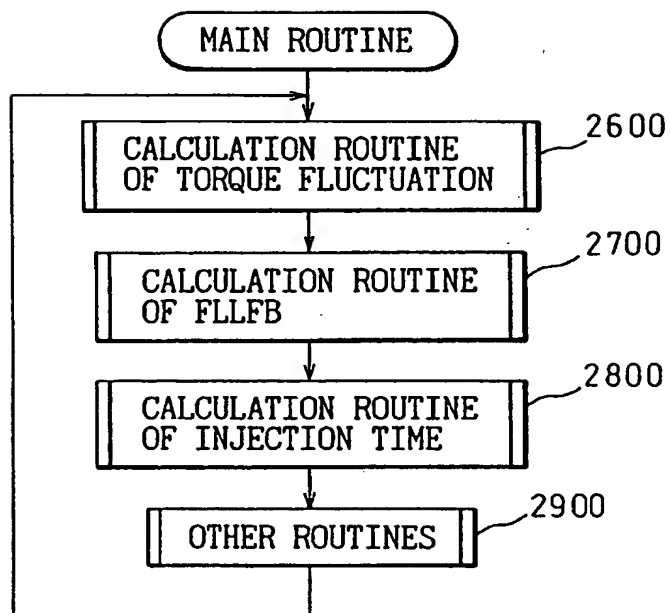 MAIN ROUTINE
CALCULATION ROUTINE
OF TORQUE FLUCTUATION
2600
CALCULATION ROUTINE
OF FLLFB
2700
CALCULATION ROUTINE
OF INJECTION TIME
2800
OTHER ROUTINES
2900